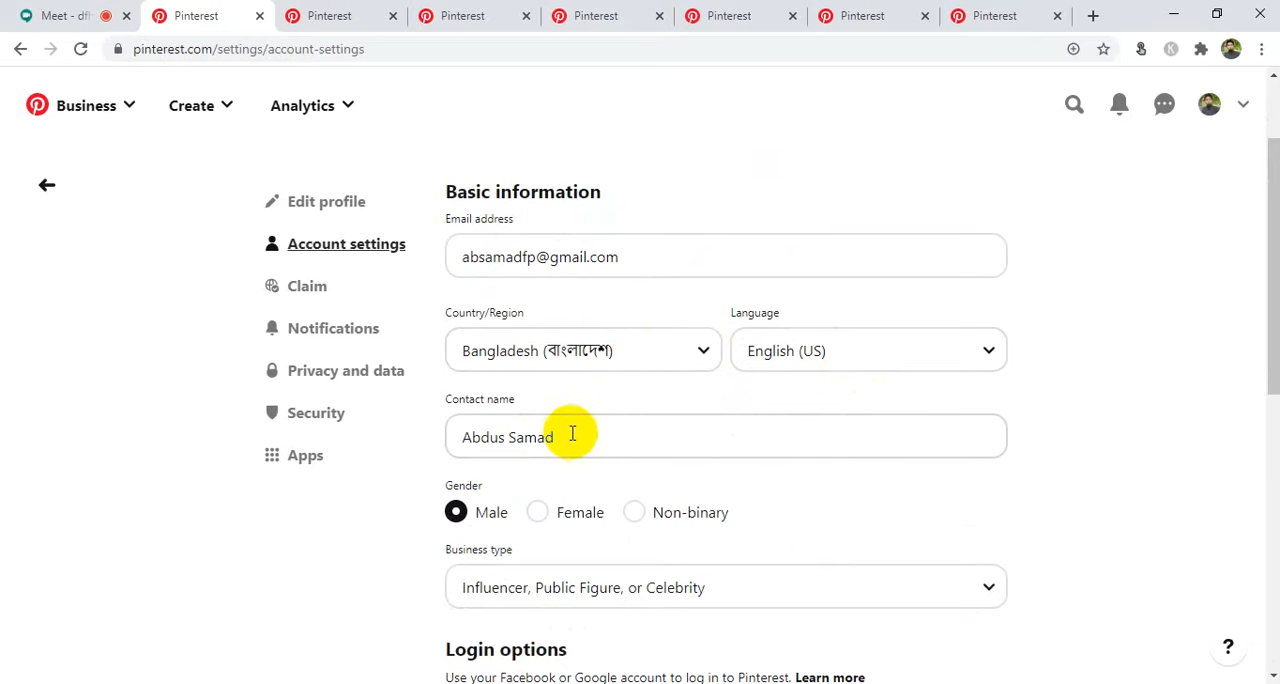 Meet - dft
Pinterest
Pinterest
Pinterest
Pinterest
Pinterest
Pinterest
Pinterest
pinterest.com/settings/account-settings
Business
Create
Analytics
Edit profile
Account settings
Claim
Notifications
Privacy and data
Security
Apps
Basic information
Email address
absamadfp@gmail.com
Country/Region
Language
Bangladesh (বাংলাদেশ)
English (US)
Contact name
Abdus Samad
Gender
Male
Female
Non-binary
Business type
Influencer, Public Figure, or Celebrity
Login options
Use your Facebook or Google account to log in to Pinterest. Learn more
?